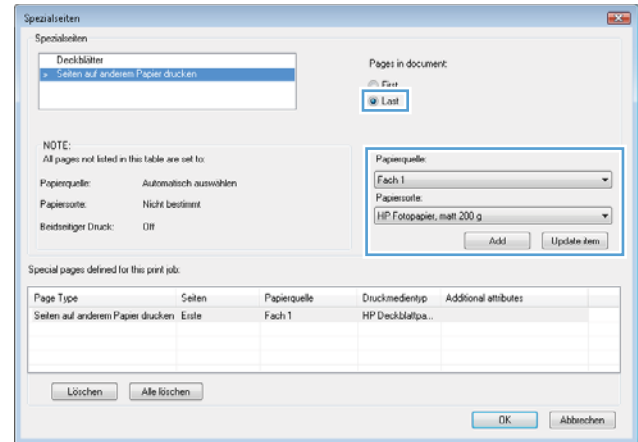 Spezialseiten
Spezialseiten
Deckblätter
» Seiten auf anderem Papier drucken
Pages in document:
First
Last
NOTE:
All pages not listed in this table are set to:
Papierquelle: Automatisch auswählen
Papiersorte: Nicht bestimmt
Beidseitiger Druck: Off
Papierquelle:
Fach 1
Papiersorte:
HP Fotopapier, matt 200 g
Add Update item
Special pages defined for this print job:
Page Type Seiten Papierquelle Druckmedientyp Additional attributes
Seiten auf anderem Papier drucken Erste Fach 1 HP Deckblattpa...
Löschen Alle löschen
OK Abbrechen